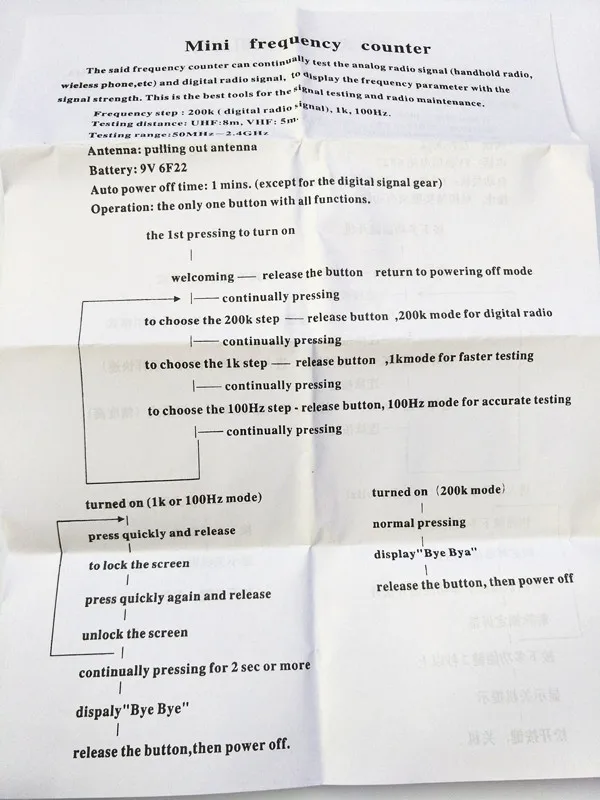 Mini frequency counter
The said frequency counter can continually test the analog radio signal (handhold radio,
wieless phone,etc) and digital radio signal, to display the frequency parameter with the
signal strength. This is the best tools for the signal testing and radio maintenance.
Frequency step : 200k ( digital radio signal), 1k, 100Hz.
Testing distance: UHF:8m, VHF: 5m.
Testing range:50MHz—2.4GHz
Antenna: pulling out antenna
Battery: 9V 6F22
Auto power off time: 1 mins. (except for the digital signal gear)
Operation: the only one button with all functions.
the 1st pressing to turn on
welcoming — release the button return to powering off mode
continually pressing
to choose the 200k step — release button ,200k mode for digital radio
continually pressing
to choose the 1k step — release button ,1kmode for faster testing
continually pressing
to choose the 100Hz step - release button, 100Hz mode for accurate testing
continually pressing
turned on (1k or 100Hz mode)
press quickly and release
to lock the screen
press quickly again and release
unlock the screen
continually pressing for 2 sec or more
dispaly"Bye Bye"
release the button,then power off.
turned on (200k mode)
normal pressing
display"Bye Bya"
release the button, then power off